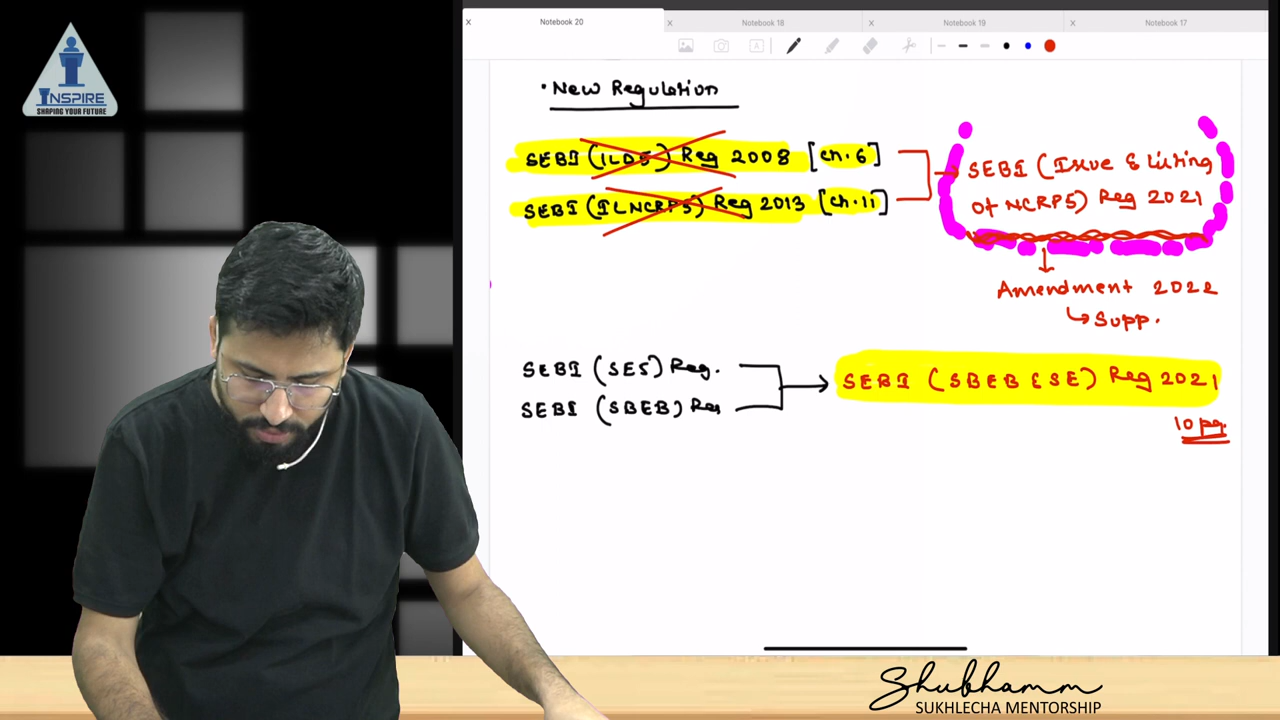 INSPIRE
SHAPING YOUR FUTURE
x Notebook 20
x Notebook 18
x Notebook 19
x Notebook 17
A
• New Regulation
SEBI (ILDS) Reg 2008 [ch. 6]
SEBI (ILNCRPS) Reg 2013 [ch. 11]
SEBI (Issue & Listing
of NCRPS) Reg 2021
Amendment 2022
↳ Supp.
SEBI (SES) Reg.
SEBI (SBEB) Reg
SEBI (SBEB & SE) Reg 2021
10 pg.
Shubhamm
SUKHLECHA MENTORSHIP